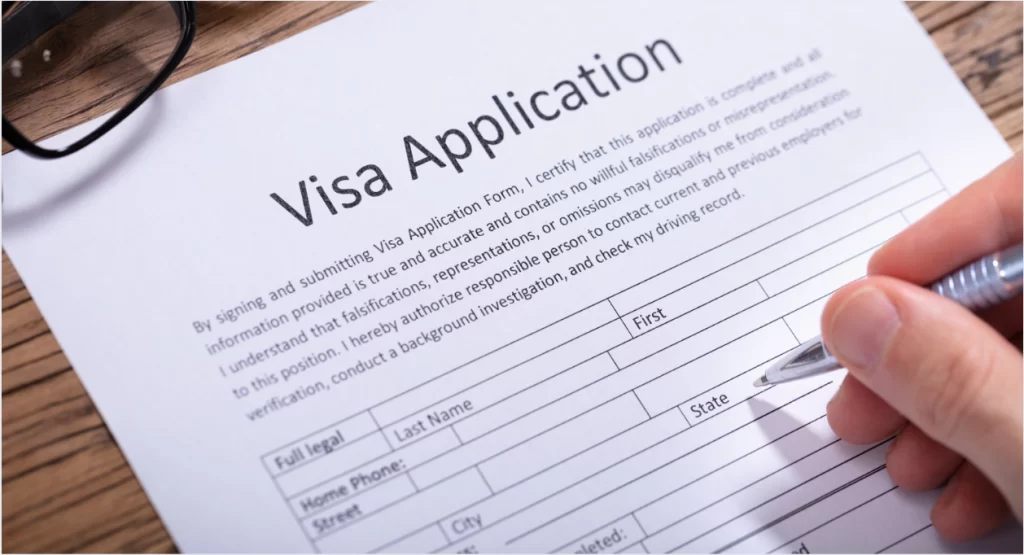 Visa Application
By signing and submitting Visa Application Form, I certify that this application is complete and all
information provided is true and accurate and contains no willful falsifications or misrepresentation.
I understand that falsifications, representations, or omissions may disqualify me from consideration
to this position. I hereby authorize responsible person to contact current and previous employers for
verification, conduct a background investigation, and check my driving record.
Full legal
Last Name
First
Home Phone:
Street
City
State